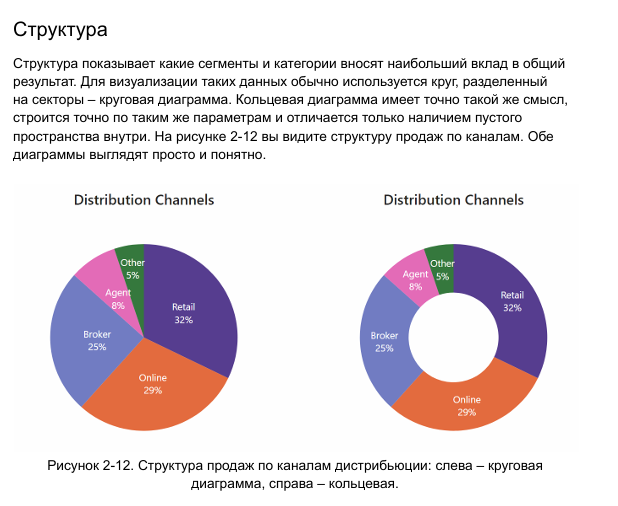 Структура
Структура показывает какие сегменты и категории вносят наибольший вклад в общий
результат. Для визуализации таких данных обычно используется круг, разделенный
на секторы – круговая диаграмма. Кольцевая диаграмма имеет точно такой же смысл,
строится точно по таким же параметрам и отличается только наличием пустого
пространства внутри. На рисунке 2-12 вы видите структуру продаж по каналам. Обе
диаграммы выглядят просто и понятно.
Distribution Channels
Other
5%
Agent
8%
Retail
32%
Broker
25%
Online
29%
Distribution Channels
Other
5%
Agent
8%
Retail
32%
Broker
25%
Online
29%
Рисунок 2-12. Структура продаж по каналам дистрибьюции: слева – круговая
диаграмма, справа – кольцевая.